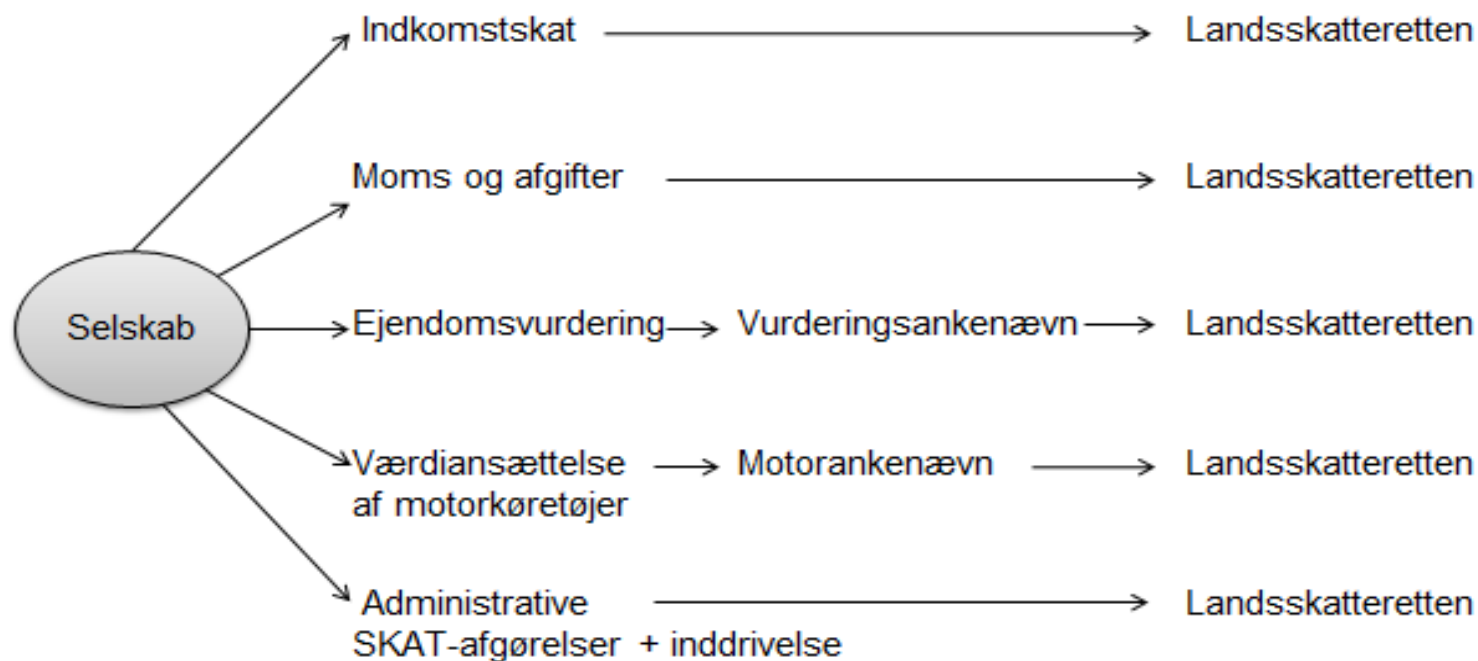 Indkomstskat Landsskatteretten
Moms og afgifter Landsskatteretten
Selskab
Ejendomsvurdering Vurderingsankenævn Landsskatteretten
Værdiansættelse Motorankenævn Landsskatteretten
af motorkøretøjer
Administrative Landsskatteretten
SKAT-afgørelser + inddrivelse